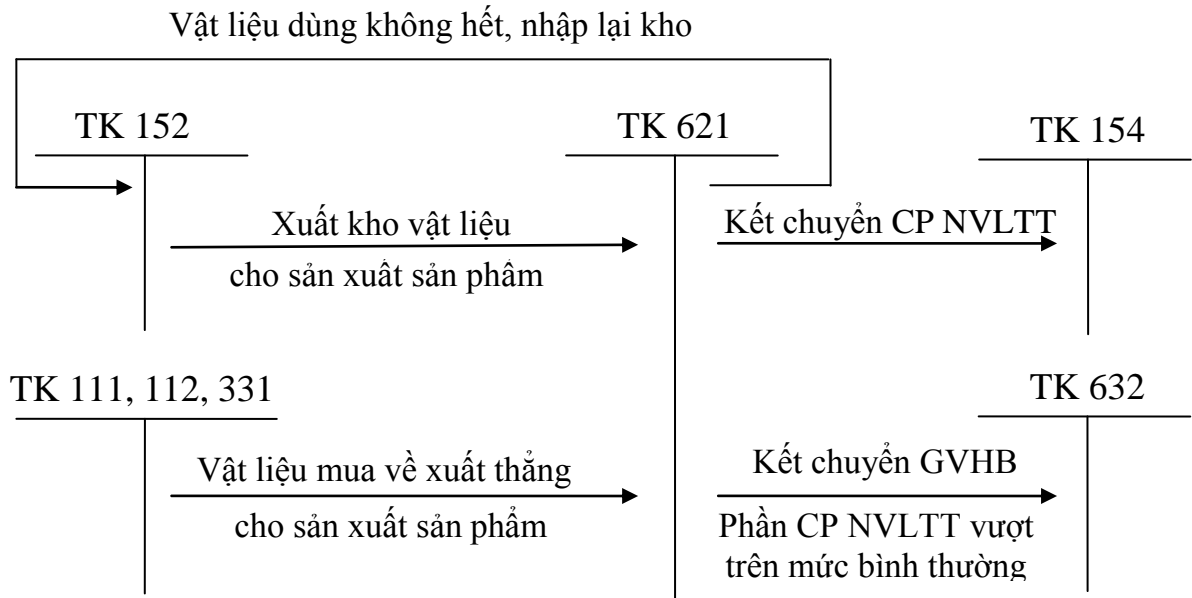 Vật liệu dùng không hết, nhập lại kho
TK 152
TK 621
TK 154
Xuất kho vật liệu
cho sản xuất sản phẩm
Kết chuyển CP NVLTT
TK 111, 112, 331
TK 632
Vật liệu mua về xuất thẳng
cho sản xuất sản phẩm
Kết chuyển GVHB
Phần CP NVLTT vượt
trên mức bình thường